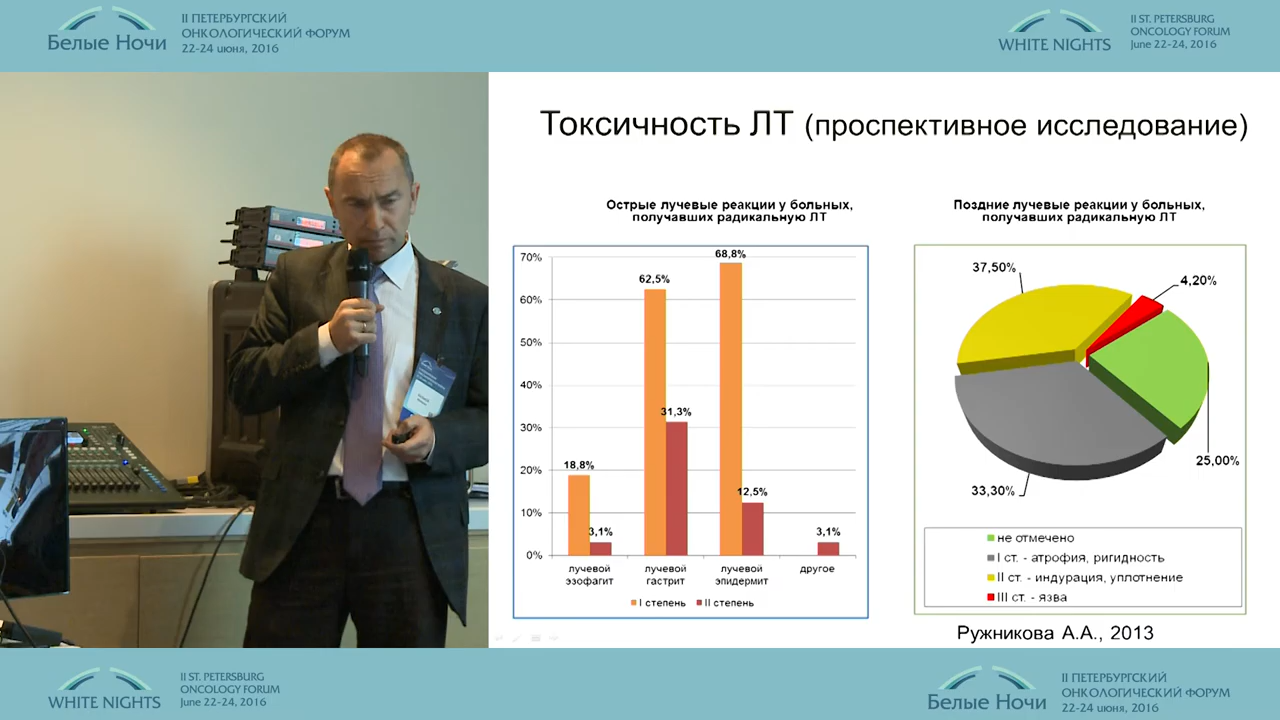 Белые Ночи
II ПЕТЕРБУРГСКИЙ
ОНКОЛОГИЧЕСКИЙ ФОРУМ
22-24 июня, 2016
WHITE NIGHTS
II ST. PETERSBURG
ONCOLOGY FORUM
June 22-24, 2016
Токсичность ЛТ (проспективное исследование)
Острые лучевые реакции у больных,
получавших радикальную ЛТ
70%
60%
50%
40%
30%
20%
10%
0%
18,8%
3,1%
62,5%
31,3%
68,8%
12,5%
3,1%
лучевой
эзофагит
лучевой
гастрит
лучевой
эпидермит
другое
I степень
II степень
Поздние лучевые реакции у больных,
получавших радикальную ЛТ
37,50%
4,20%
25,00%
33,30%
не отмечено
I ст. - атрофия, ригидность
II ст. - индурация, уплотнение
III ст. - язва
Ружникова А.А., 2013
WHITE NIGHTS
II ST. PETERSBURG
ONCOLOGY FORUM
June 22-24, 2016
Белые Ночи
II ПЕТЕРБУРГСКИЙ
ОНКОЛОГИЧЕСКИЙ ФОРУМ
22-24 июня, 2016